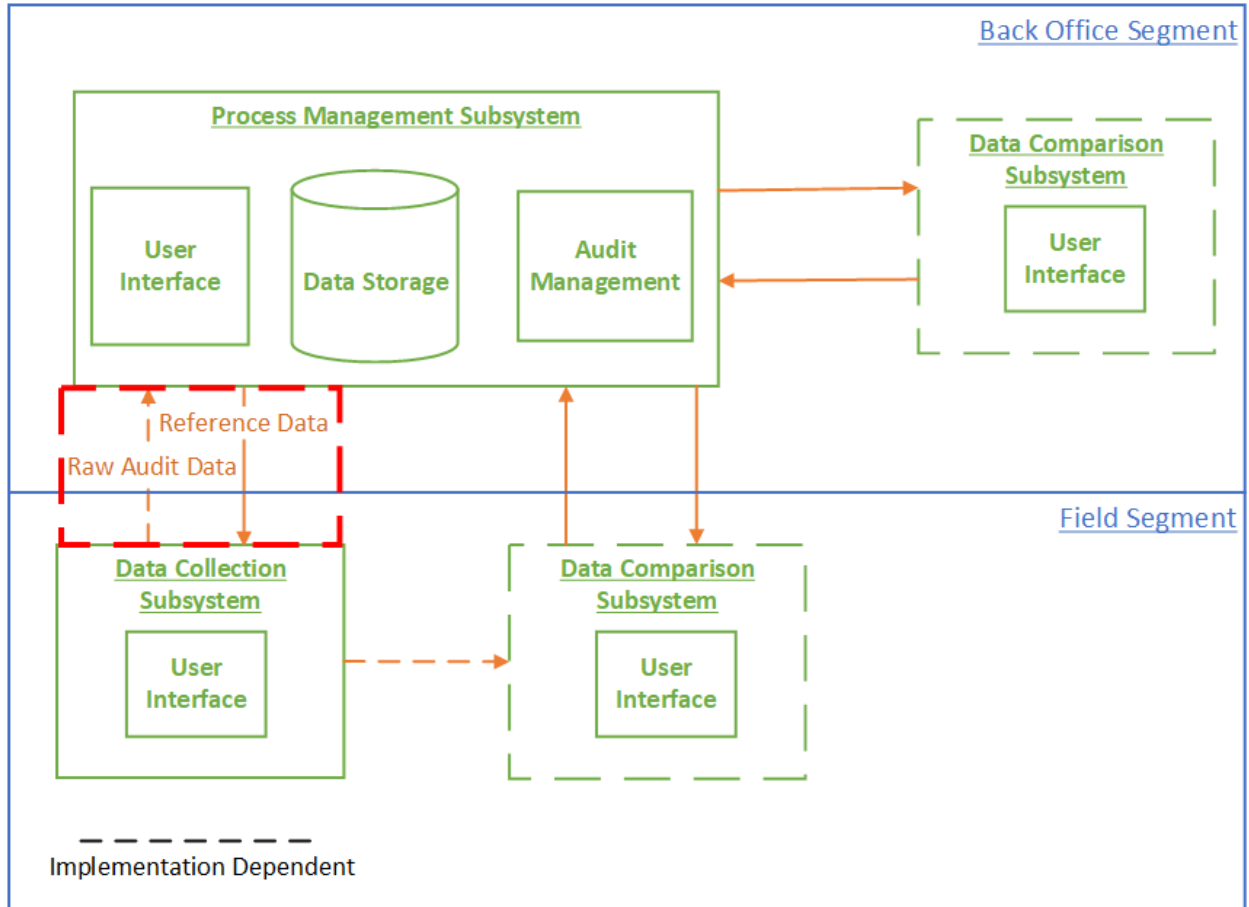 Back Office Segment
Process Management Subsystem
Data Comparison
Subsystem
User
Interface
Data Storage
Audit
Management
User
Interface
Reference Data
Raw Audit Data
Field Segment
Data Collection
Subsystem
User
Interface
Data Comparison
Subsystem
User
Interface
Implementation Dependent